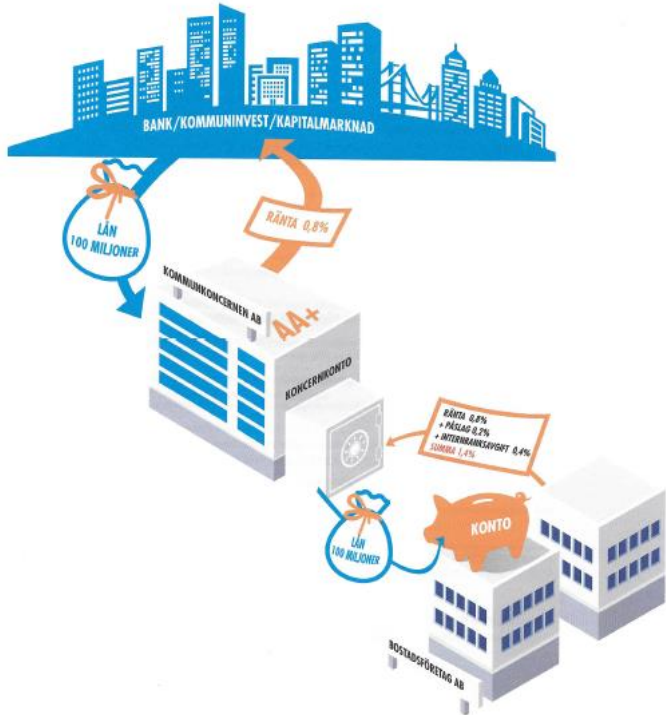 BANK/KOMMUNINVEST/KAPITALMARKNAD
LÅN
100 MILJONER
RÄNTA 0,8%
KOMMUNKONCERNEN AB
AA+
KONCERNKONTO
RÄNTA 0,8%
+ PÅSLAG 0,2%
+ INTERNBANKSAVGIFT 0,4%
SUMMA 1,4%
KONTO
LÅN
100 MILJONER
BOSTADSFÖRETAG AB